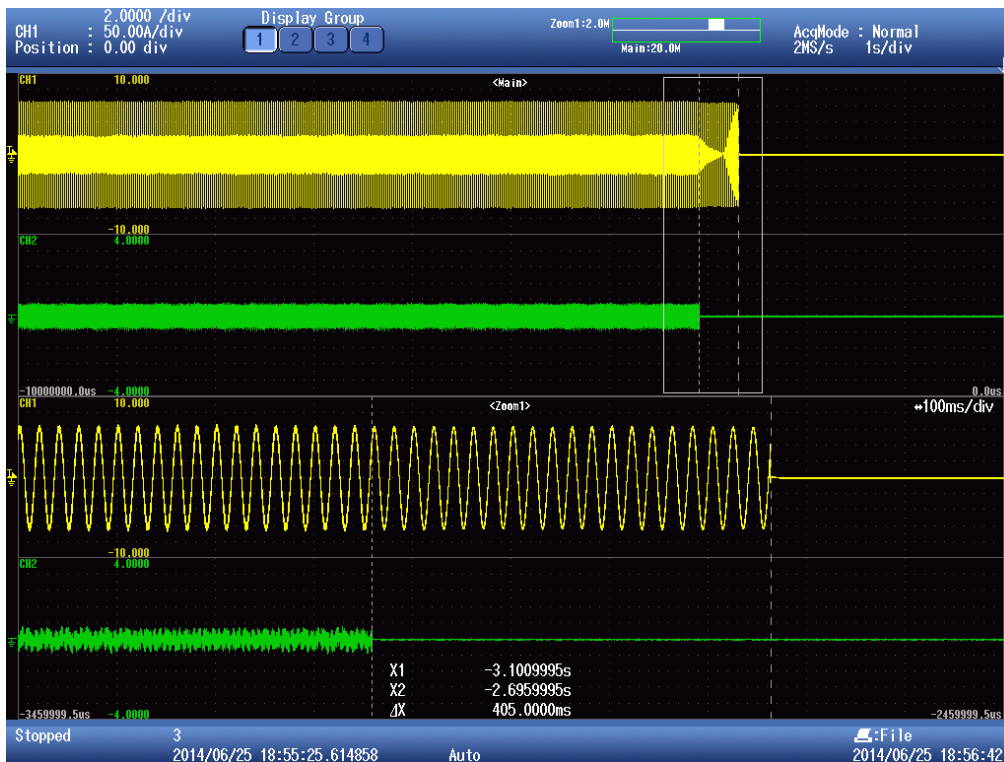 2.0000 /div
CH1 : 50.00A/div
Position : 0.00 div
Display Group
1 2 3 4
Zoom1:2.0M
Main:20.0M
AcqMode : Normal
2MS/s 1s/div
CH1 10.000 <Main>
-10.000
CH2 4.0000
-10000000.0us -4.0000 0.0us
CH1 10.000 <Zoom1> ↔100ms/div
-10.000
CH2 4.0000
X1 -3.1009995s
X2 -2.6959995s
ΔX 405.0000ms
-3459999.5us -4.0000 -2459999.5us
Stopped 3 :File
2014/06/25 18:55:25.614858 Auto 2014/06/25 18:56:42